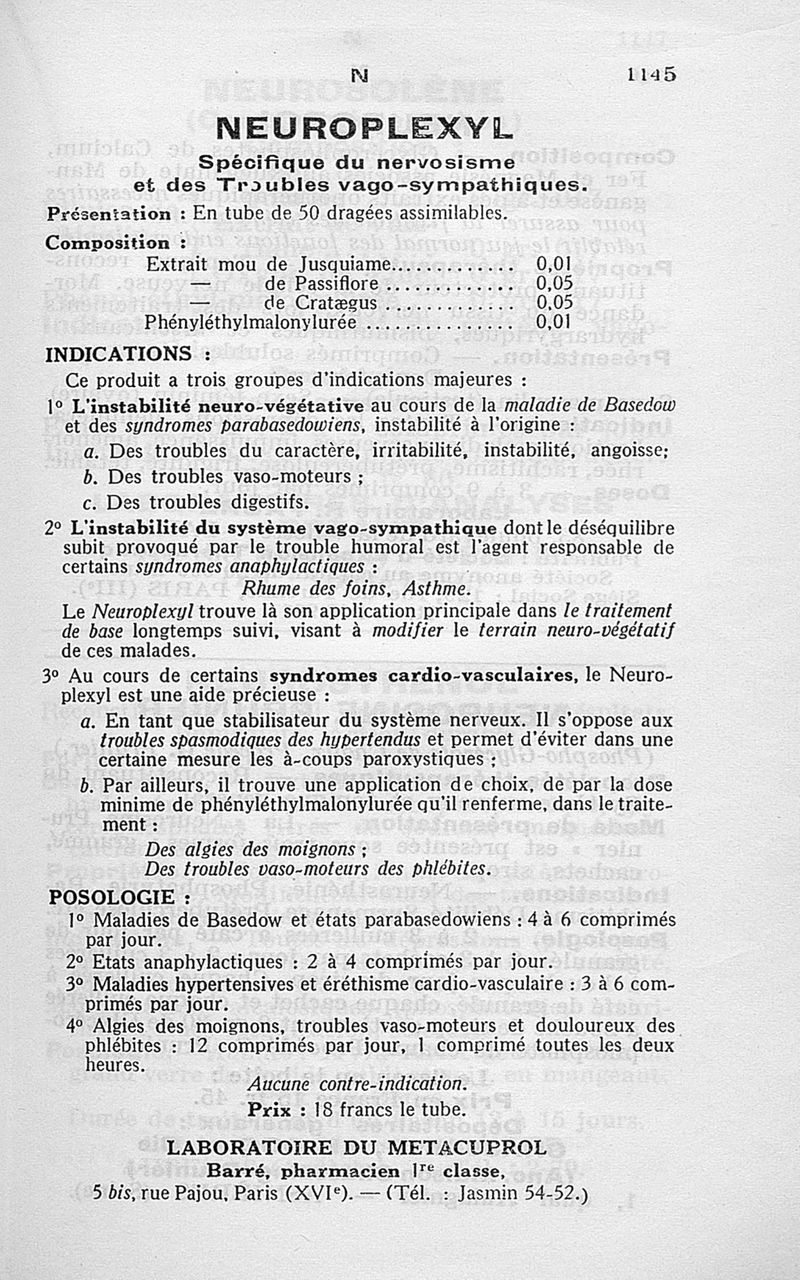 N
1145
NEUROPLEXYL
Spécifique du nervosisme
et des Troubles vago-sympathiques.
Présentation : En tube de 50 dragées assimilables.
Composition :
Extrait mou de Jusquiame.............. 0,01
— de Passiflore .............. 0,05
— de Cratægus .............. 0,05
Phényléthylmalonylurée ................ 0,01
INDICATIONS :
Ce produit a trois groupes d'indications majeures :
1º L'instabilité neuro-végétative au cours de la maladie de Basedow
et des syndromes parabasedowiens, instabilité à l'origine :
a. Des troubles du caractère, irritabilité, instabilité, angoisse;
b. Des troubles vaso-moteurs ;
c. Des troubles digestifs.
2º L'instabilité du système vago-sympathique dont le déséquilibre
subit provoqué par le trouble humoral est l'agent responsable de
certains syndromes anaphylactiques :
Rhume des foins, Asthme.
Le Neuroplexyl trouve là son application principale dans le traitement
de base longtemps suivi, visant à modifier le terrain neuro-végétatif
de ces malades.
3º Au cours de certains syndromes cardio-vasculaires, le Neuro-
plexyl est une aide précieuse :
a. En tant que stabilisateur du système nerveux. Il s'oppose aux
troubles spasmodiques des hypertendus et permet d'éviter dans une
certaine mesure les à-coups paroxystiques ;
b. Par ailleurs, il trouve une application de choix, de par la dose
minime de phényléthylmalonylurée qu'il renferme, dans le traite-
ment :
Des algies des moignons ;
Des troubles vaso-moteurs des phlébites.
POSOLOGIE :
1º Maladies de Basedow et états parabasedowiens : 4 à 6 comprimés
par jour.
2º Etats anaphylactiques : 2 à 4 comprimés par jour.
3º Maladies hypertensives et éréthisme cardio-vasculaire : 3 à 6 com-
primés par jour.
4º Algies des moignons, troubles vaso-moteurs et douloureux des
phlébites : 12 comprimés par jour, 1 comprimé toutes les deux
heures.
Aucune contre-indication.
Prix : 18 francs le tube.
LABORATOIRE DU METACUPROL
Barré, pharmacien 1re classe,
5 bis, rue Pajou, Paris (XVIe). — (Tél. : Jasmin 54-52.)